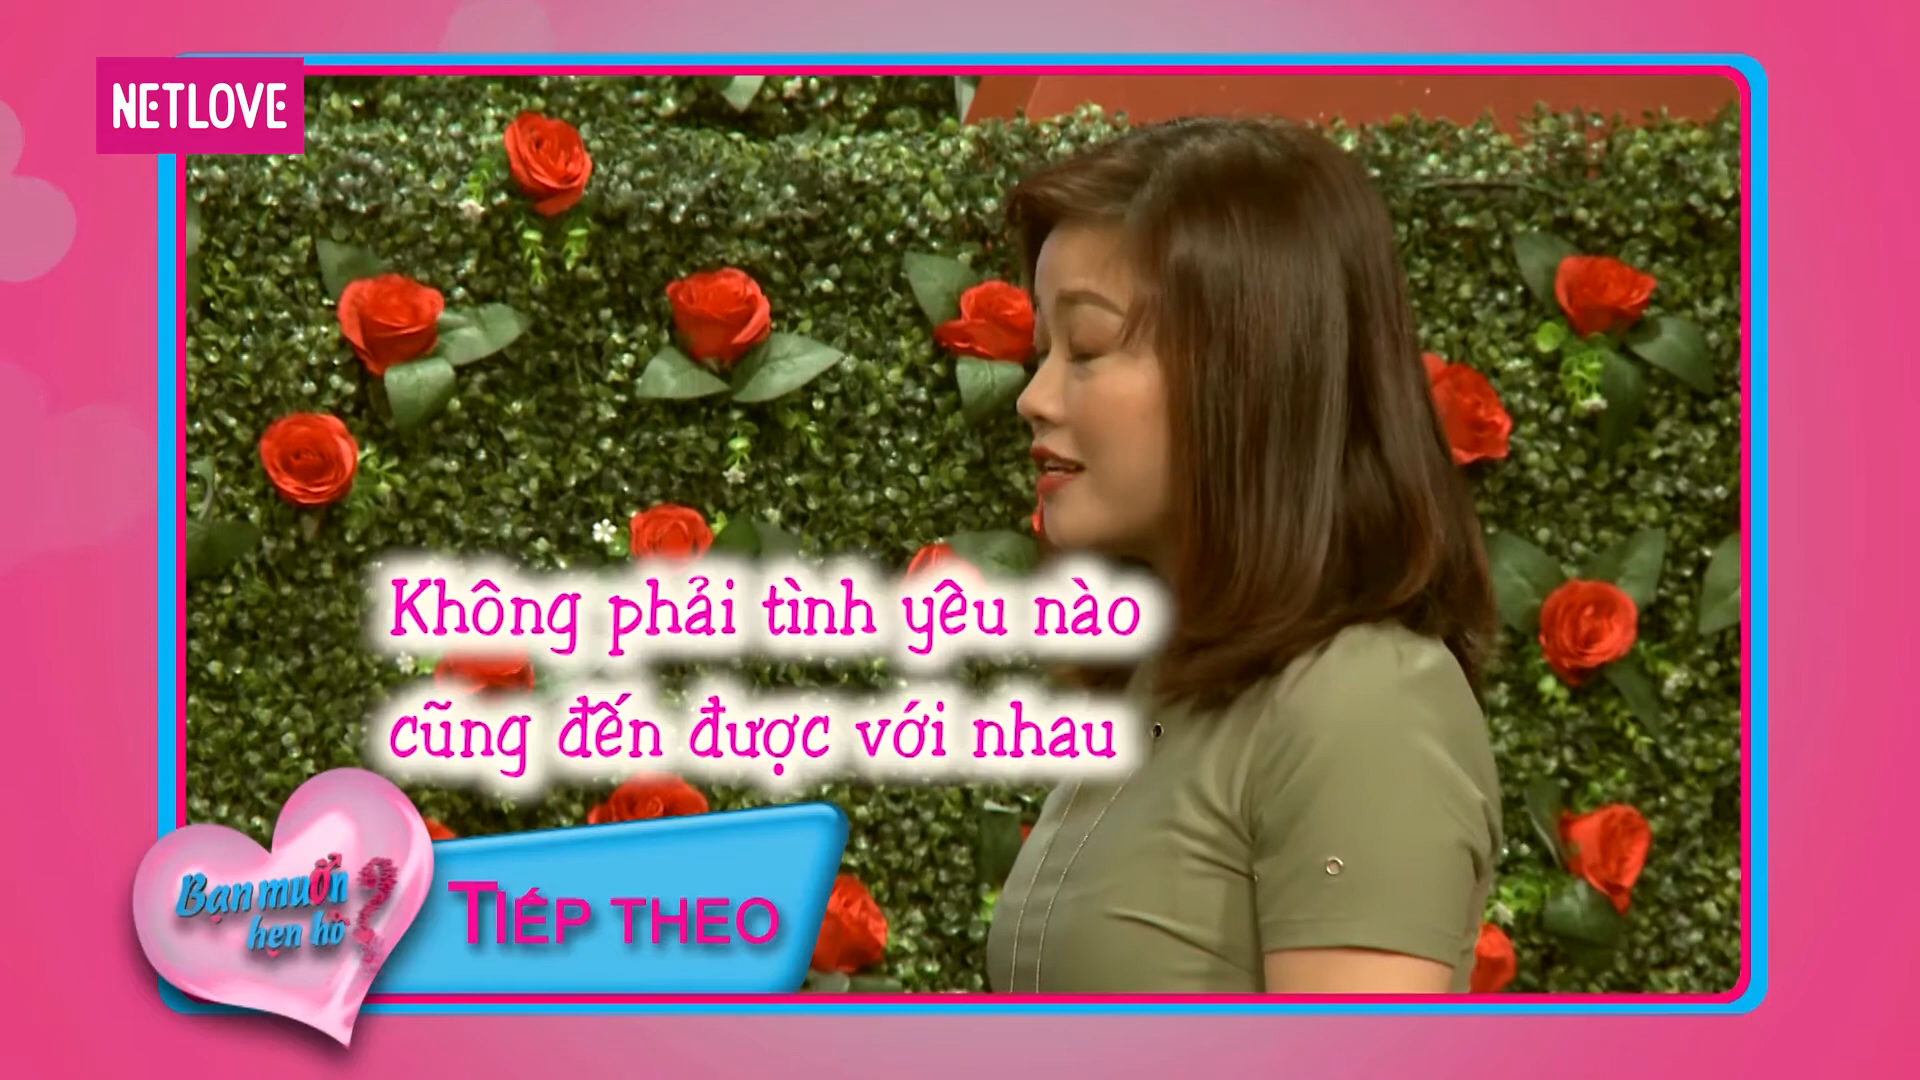 NETLOVE
Không phải tình yêu nào
cũng đến được với nhau
Bạn muốn
hẹn hò ?
TIẾP THEO